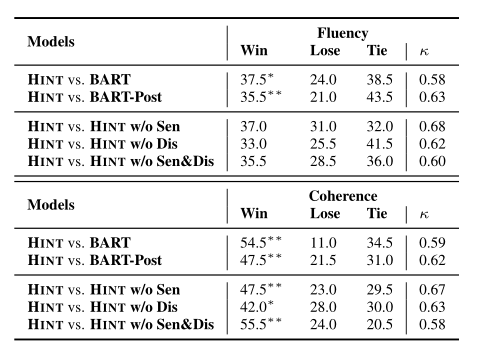 Models Fluency
Win Lose Tie κ
HINT vs. BART 37.5* 24.0 38.5 0.58
HINT vs. BART-Post 35.5** 21.0 43.5 0.63
HINT vs. HINT w/o Sen 37.0 31.0 32.0 0.68
HINT vs. HINT w/o Dis 33.0 25.5 41.5 0.62
HINT vs. HINT w/o Sen&Dis 35.5 28.5 36.0 0.60
Models Coherence
Win Lose Tie κ
HINT vs. BART 54.5** 11.0 34.5 0.59
HINT vs. BART-Post 47.5** 21.5 31.0 0.62
HINT vs. HINT w/o Sen 47.5** 23.0 29.5 0.67
HINT vs. HINT w/o Dis 42.0* 28.0 30.0 0.63
HINT vs. HINT w/o Sen&Dis 55.5** 24.0 20.5 0.58